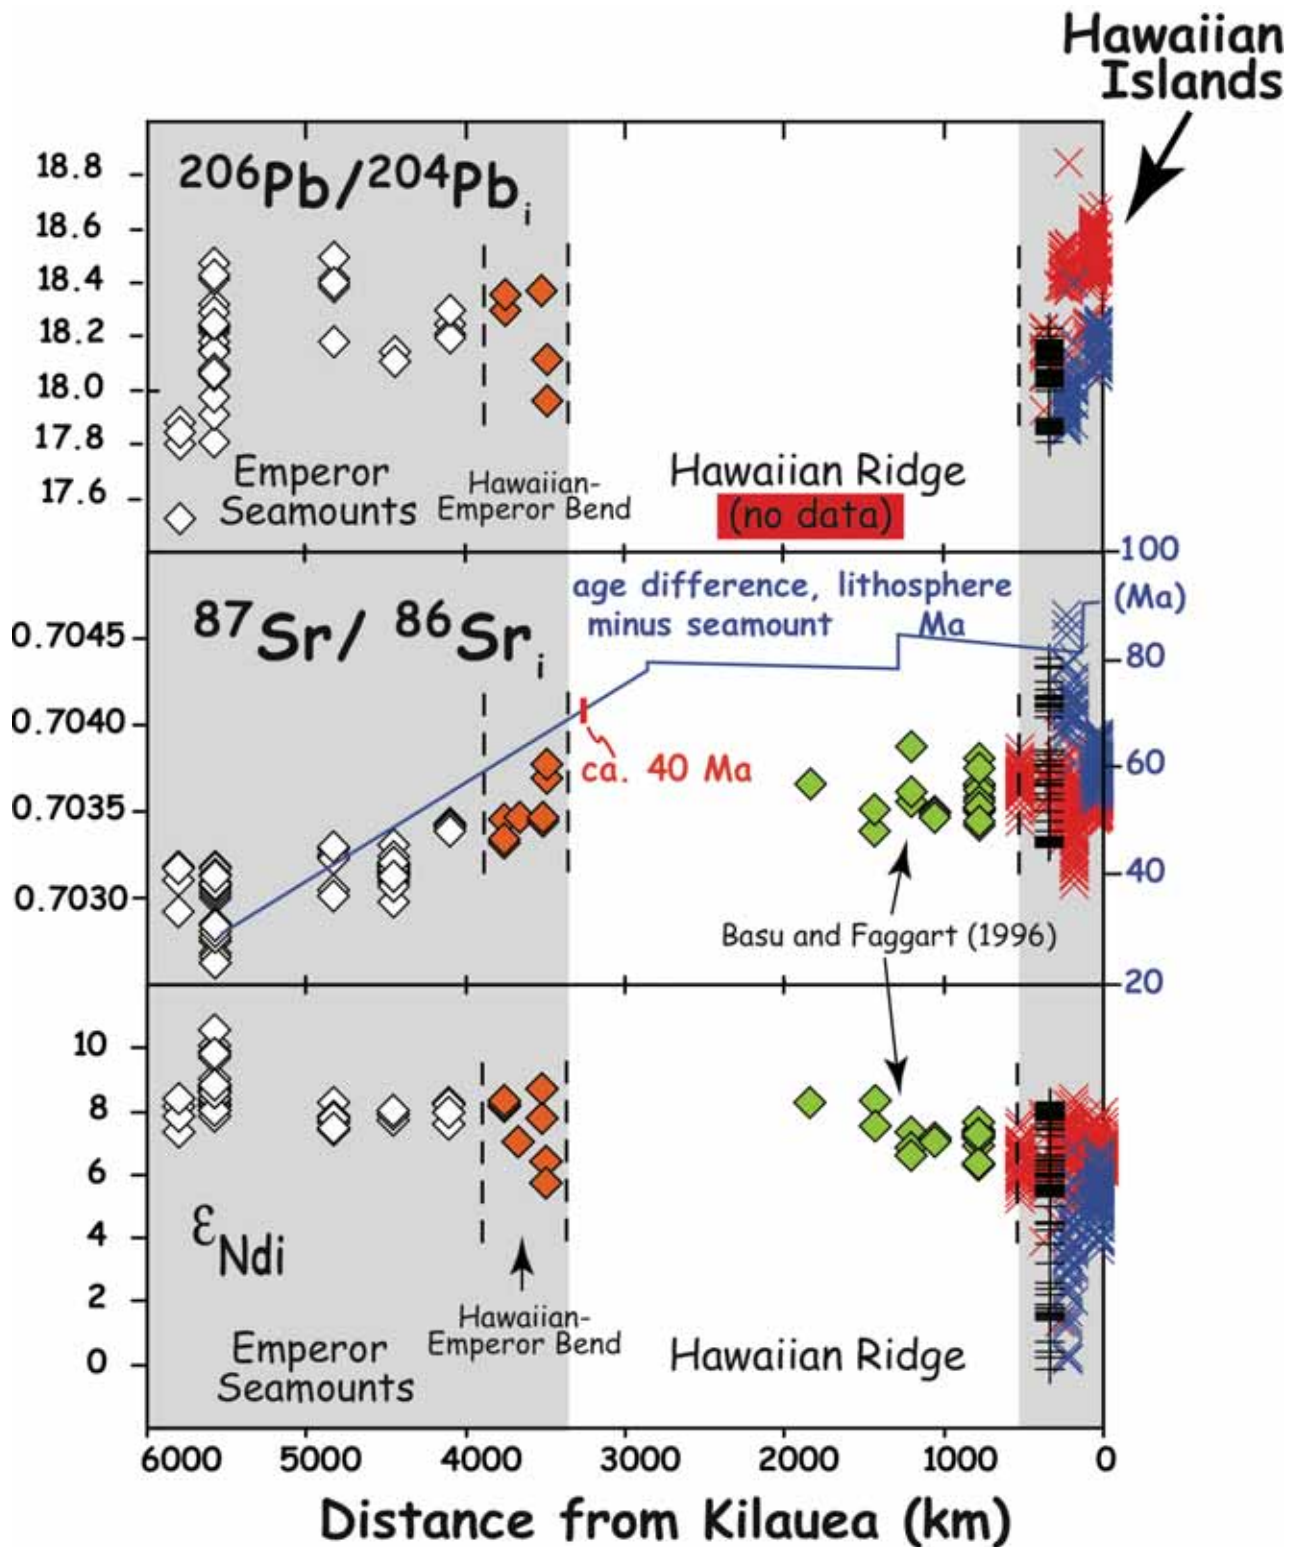 Hawaiian
Islands
206Pb/204Pbi
18.8
18.6
18.4
18.2
18.0
17.8
17.6
Emperor
Seamounts
Hawaiian-
Emperor Bend
Hawaiian Ridge
(no data)
87Sr/ 86Sri
0.7045
0.7040
0.7035
0.7030
age difference, lithosphere
minus seamount Ma
100
(Ma)
80
60
40
20
ca. 40 Ma
Basu and Faggart (1996)
10
8
6
4
2
0
εNdi
Emperor
Seamounts
Hawaiian-
Emperor Bend
Hawaiian Ridge
6000 5000 4000 3000 2000 1000 0
Distance from Kilauea (km)